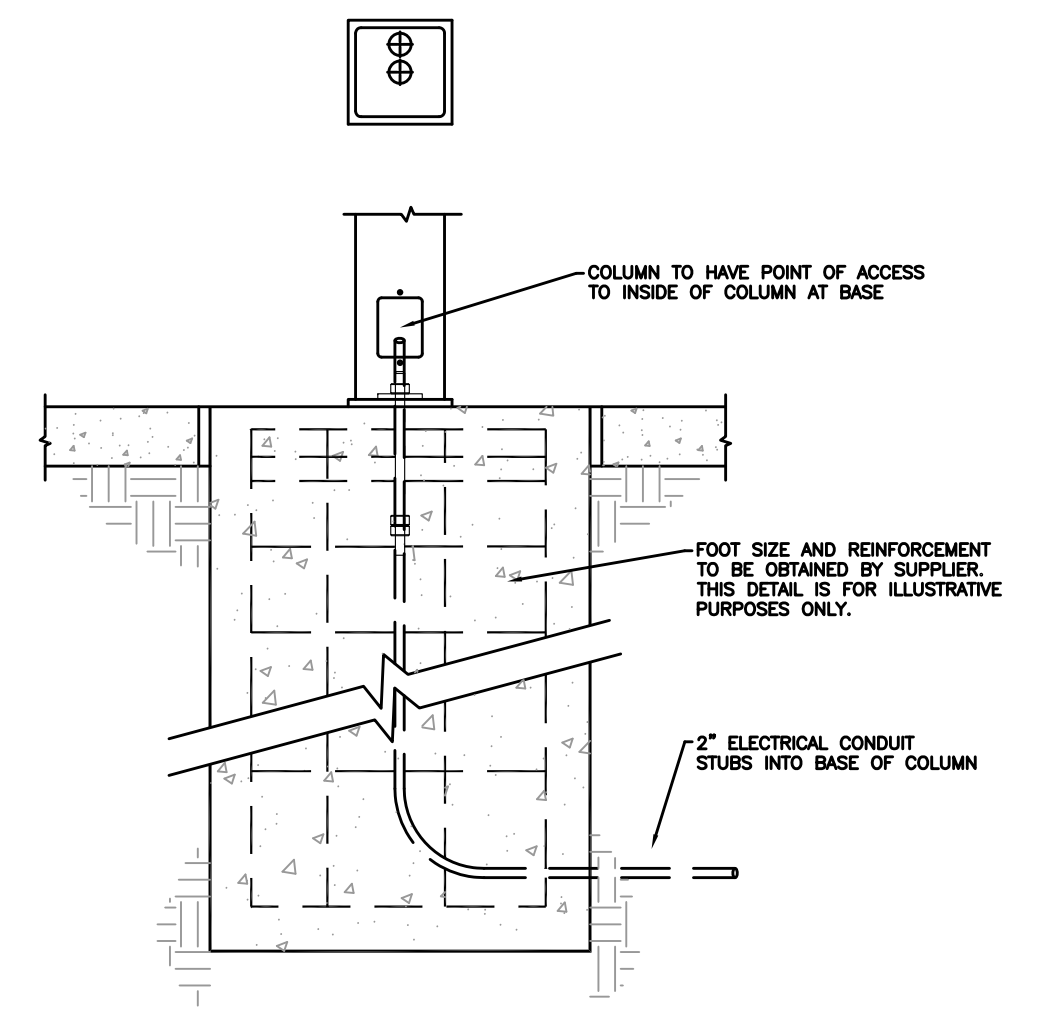 COLUMN TO HAVE POINT OF ACCESS
TO INSIDE OF COLUMN AT BASE
FOOT SIZE AND REINFORCEMENT
TO BE OBTAINED BY SUPPLIER.
THIS DETAIL IS FOR ILLUSTRATIVE
PURPOSES ONLY.
2" ELECTRICAL CONDUIT
STUBS INTO BASE OF COLUMN